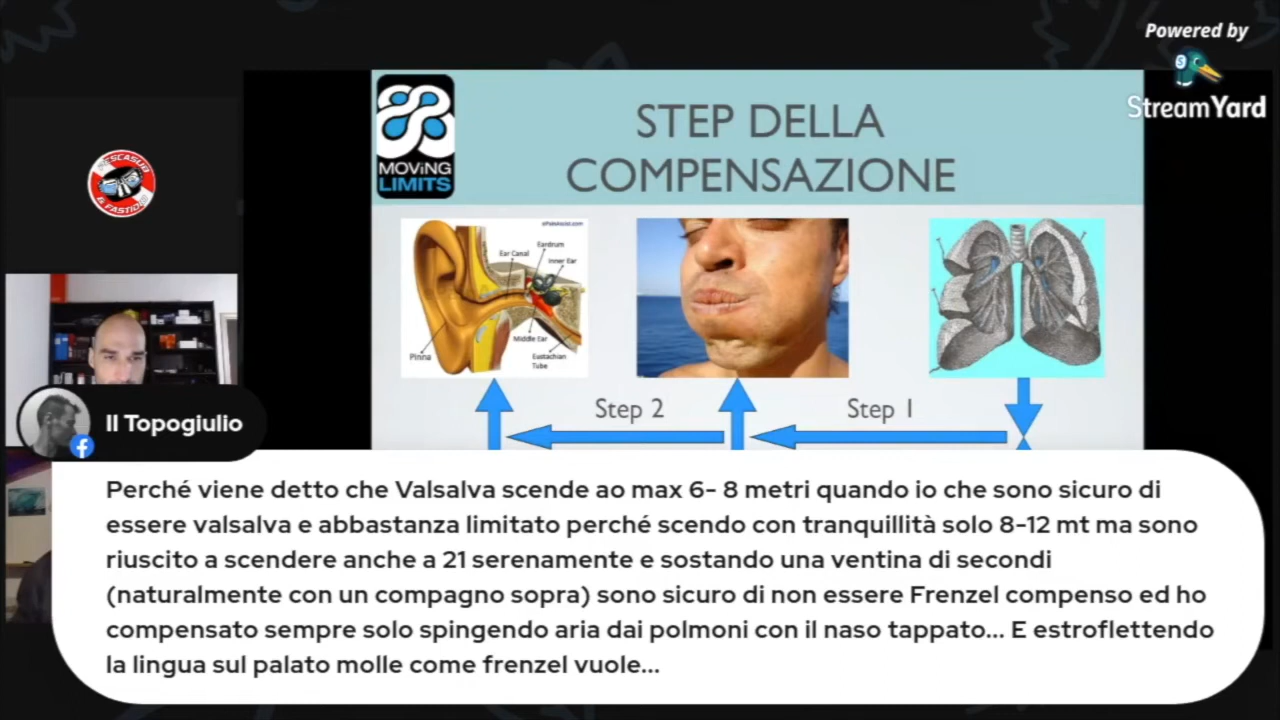 Powered by
StreamYard
PESCASUB
& FASTIDIO
MOViNG
LIMITS
STEP DELLA
COMPENSAZIONE
Ear Canal
Eardrum
Inner Ear
Pinna
Middle Ear
Eustachian
Tube
Step 2
Step 1
Il Topogiulio
Perché viene detto che Valsalva scende ao max 6- 8 metri quando io che sono sicuro di
essere valsalva e abbastanza limitato perché scendo con tranquillità solo 8-12 mt ma sono
riuscito a scendere anche a 21 serenamente e sostando una ventina di secondi
(naturalmente con un compagno sopra) sono sicuro di non essere Frenzel compenso ed ho
compensato sempre solo spingendo aria dai polmoni con il naso tappato... E estroflettendo
la lingua sul palato molle come frenzel vuole...